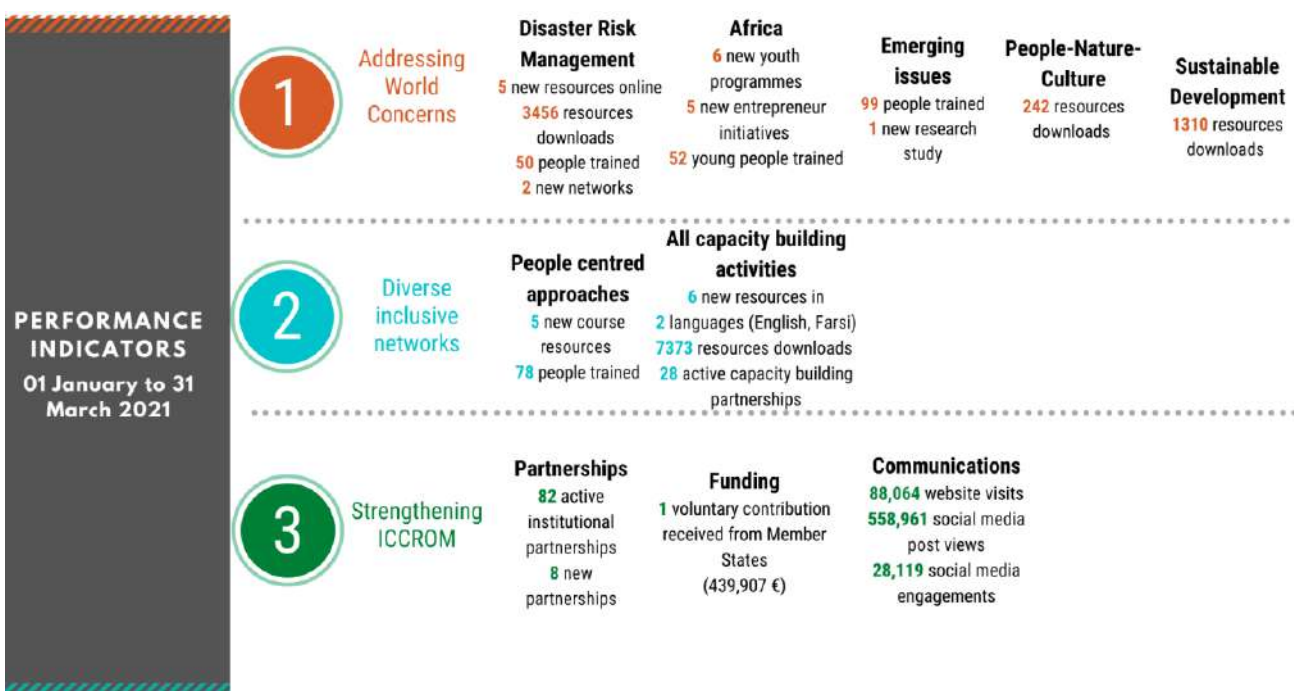 PERFORMANCE
INDICATORS
01 January to 31
March 2021
1
Addressing
World
Concerns
Disaster Risk
Management
5 new resources online
3456 resources
downloads
50 people trained
2 new networks
Africa
6 new youth
programmes
5 new entrepreneur
initiatives
52 young people trained
Emerging
issues
99 people trained
1 new research
study
People-Nature-
Culture
242 resources
downloads
Sustainable
Development
1310 resources
downloads
2
Diverse
inclusive
networks
People centred
approaches
5 new course
resources
78 people trained
All capacity building
activities
6 new resources in
2 languages (English, Farsi)
7373 resources downloads
28 active capacity building
partnerships
3
Strengthening
ICCROM
Partnerships
82 active
institutional
partnerships
8 new
partnerships
Funding
1 voluntary contribution
received from Member
States
(439,907 €)
Communications
88,064 website visits
558,961 social media
post views
28,119 social media
engagements